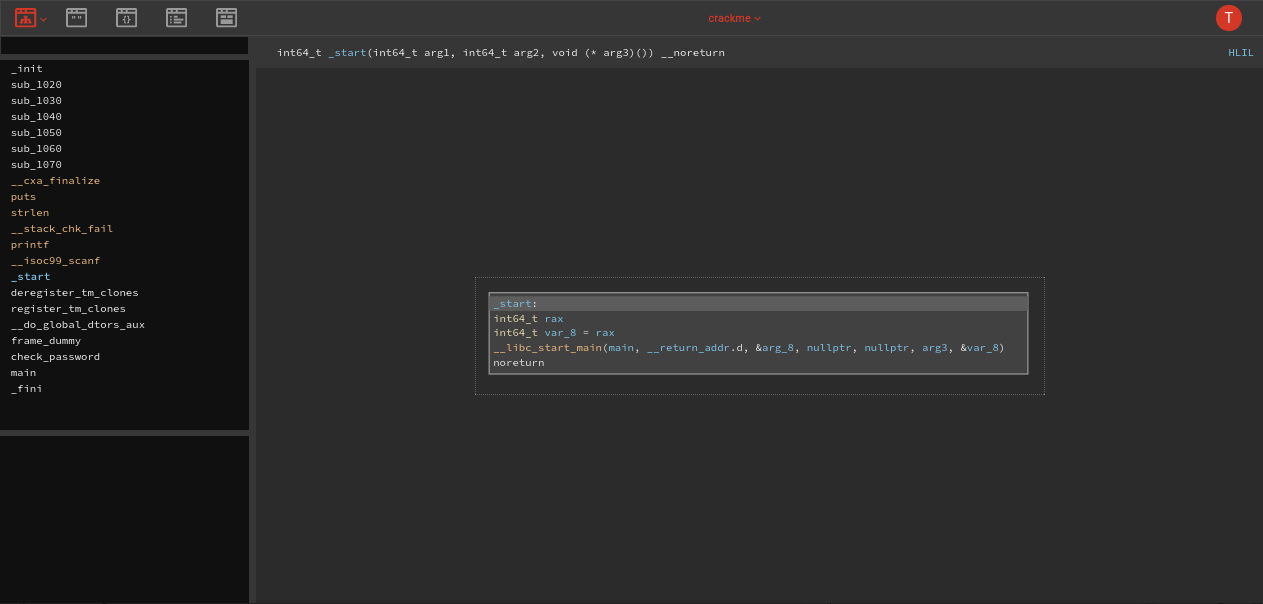 "" {}
crackme
T
int64_t _start(int64_t arg1, int64_t arg2, void (* arg3)()) __noreturn
HLIL
_init
sub_1020
sub_1030
sub_1040
sub_1050
sub_1060
sub_1070
__cxa_finalize
puts
strlen
__stack_chk_fail
printf
__isoc99_scanf
_start
deregister_tm_clones
register_tm_clones
__do_global_dtors_aux
frame_dummy
check_password
main
_fini
_start:
int64_t rax
int64_t var_8 = rax
__libc_start_main(main, __return_addr.d, &arg_8, nullptr, nullptr, arg3, &var_8)
noreturn